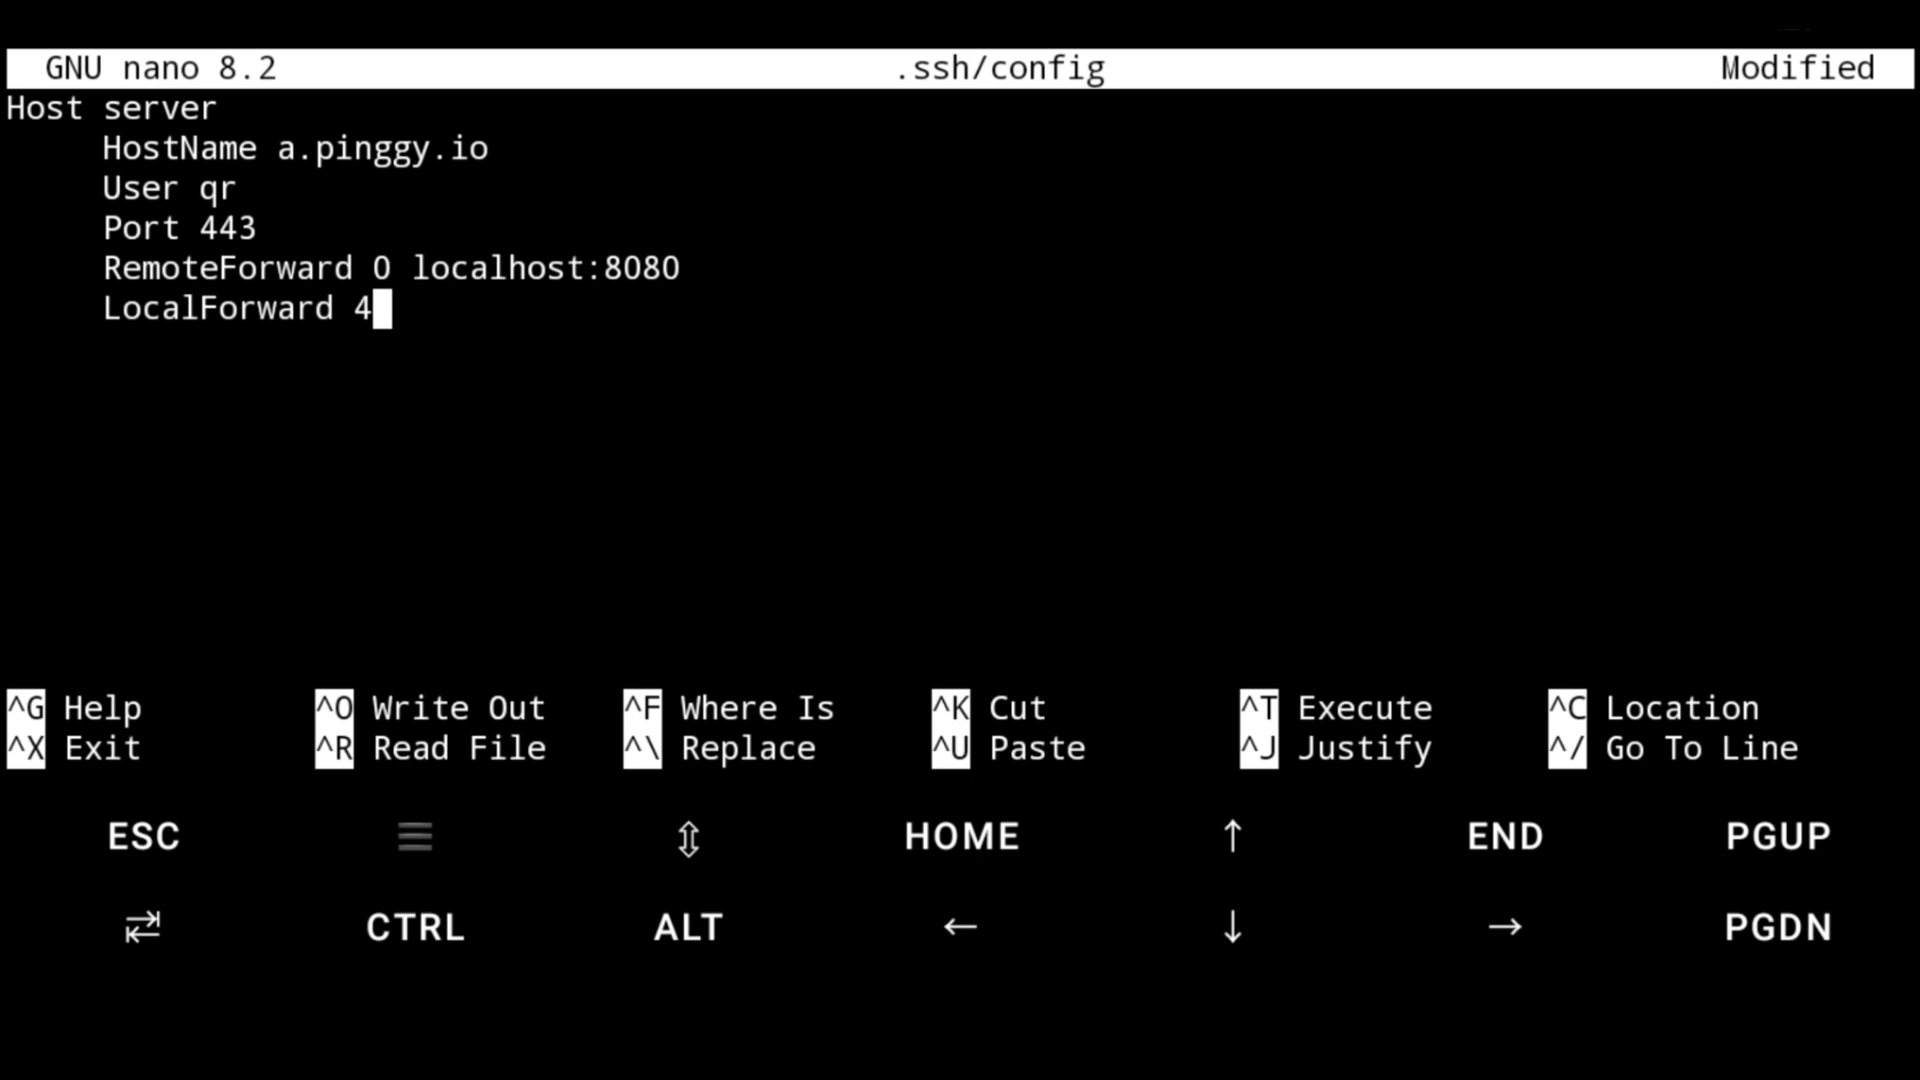 GNU nano 8.2 .ssh/config Modified
Host server
HostName a.pinggy.io
User qr
Port 443
RemoteForward 0 localhost:8080
LocalForward 4
^G Help ^O Write Out ^F Where Is ^K Cut ^T Execute ^C Location
^X Exit ^R Read File ^\ Replace ^U Paste ^J Justify ^/ Go To Line
ESC ☰ ⇕ HOME ↑ END PGUP
⇄ CTRL ALT ← ↓ → PGDN